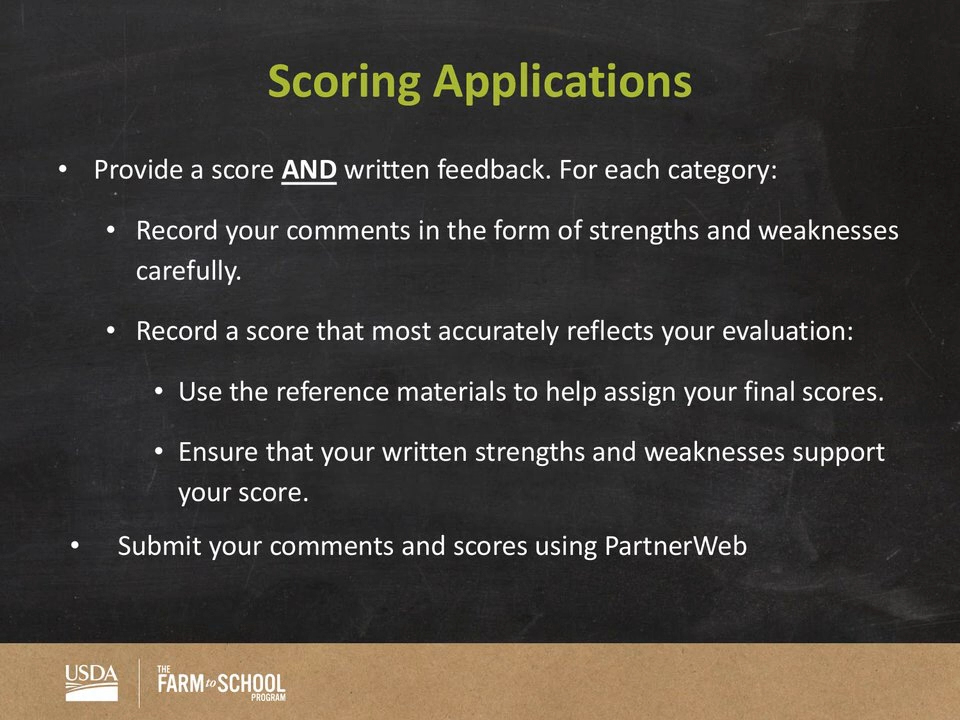 Scoring Applications
• Provide a score AND written feedback. For each category:
• Record your comments in the form of strengths and weaknesses
carefully.
• Record a score that most accurately reflects your evaluation:
• Use the reference materials to help assign your final scores.
• Ensure that your written strengths and weaknesses support
your score.
• Submit your comments and scores using PartnerWeb
USDA
THE
FARM to SCHOOL
PROGRAM